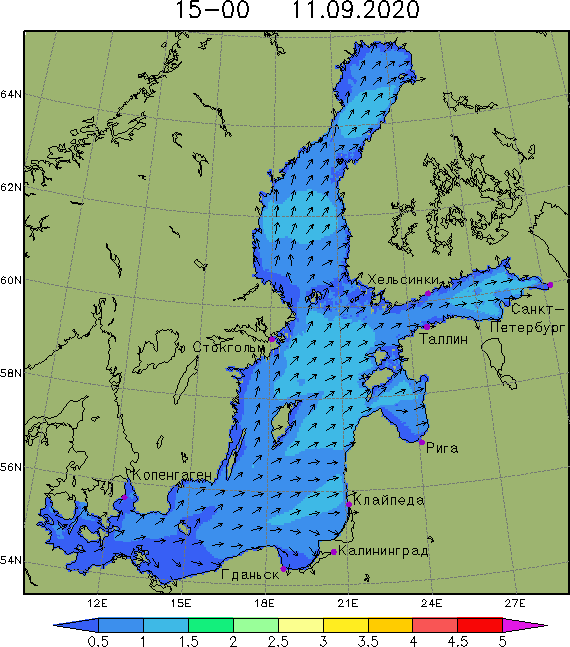 15-00 11.09.2020
64N
62N
60N
Хельсинки
Санкт-
Петербург
Таллин
Стокгольм
58N
Рига
56N
Копенгаген
Клайпеда
Калининград
54N
Гданьск
12E 15E 18E 21E 24E 27E
0.5 1 1.5 2 2.5 3 3.5 4 4.5 5